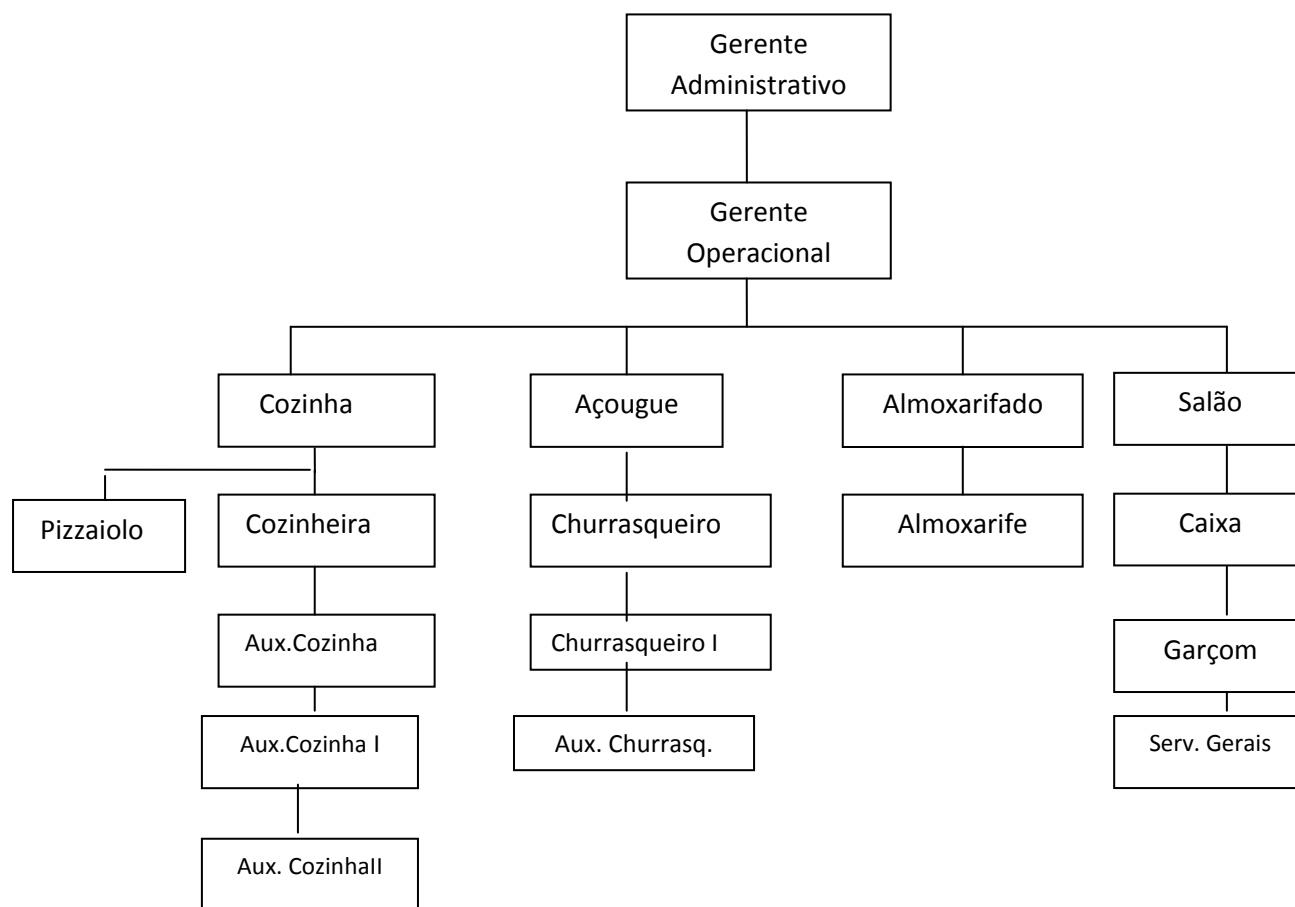 Gerente
Administrativo
Gerente
Operacional
Cozinha
Açougue
Almoxarifado
Salão
Pizzaiolo
Cozinheira
Churrasqueiro
Almoxarife
Caixa
Aux.Cozinha
Churrasqueiro I
Garçom
Aux.Cozinha I
Aux. Churrasq.
Serv. Gerais
Aux. CozinhaII